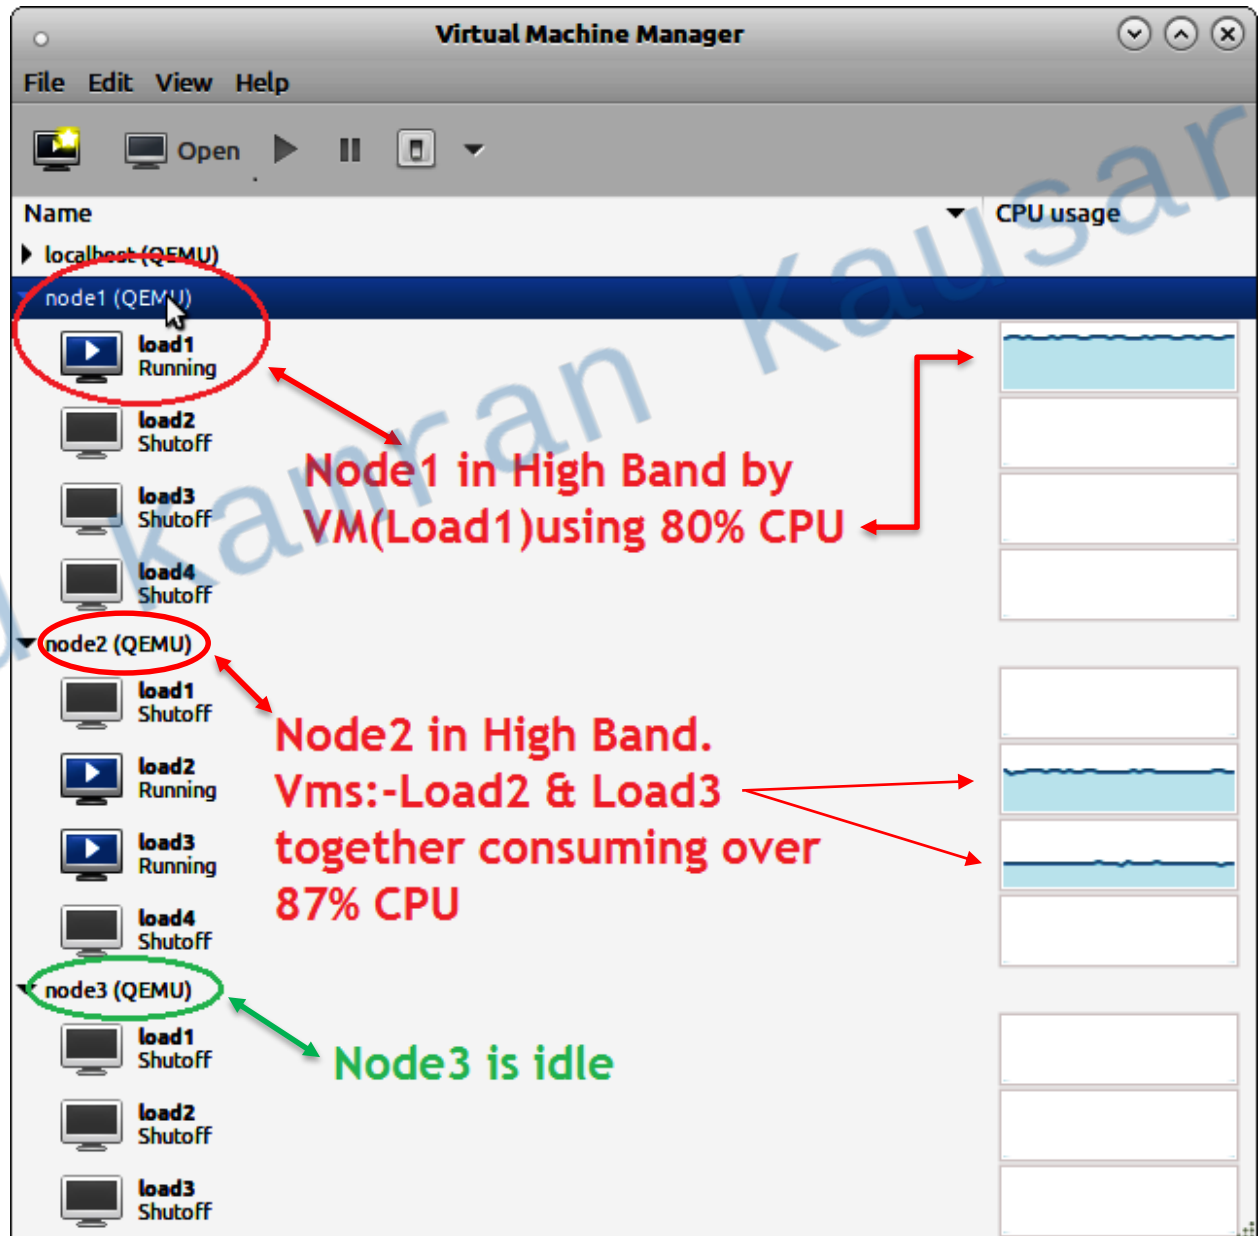 Virtual Machine Manager
File Edit View Help
Open
Name CPU usage
localhost (QEMU)
node1 (QEMU)
load1
Running
load2
Shutoff
load3
Shutoff
load4
Shutoff
Node1 in High Band by
VM(Load1)using 80% CPU
node2 (QEMU)
load1
Shutoff
load2
Running
load3
Running
load4
Shutoff
Node2 in High Band.
Vms:-Load2 & Load3
together consuming over
87% CPU
node3 (QEMU)
load1
Shutoff
load2
Shutoff
load3
Shutoff
Node3 is idle
Kamran Kausar